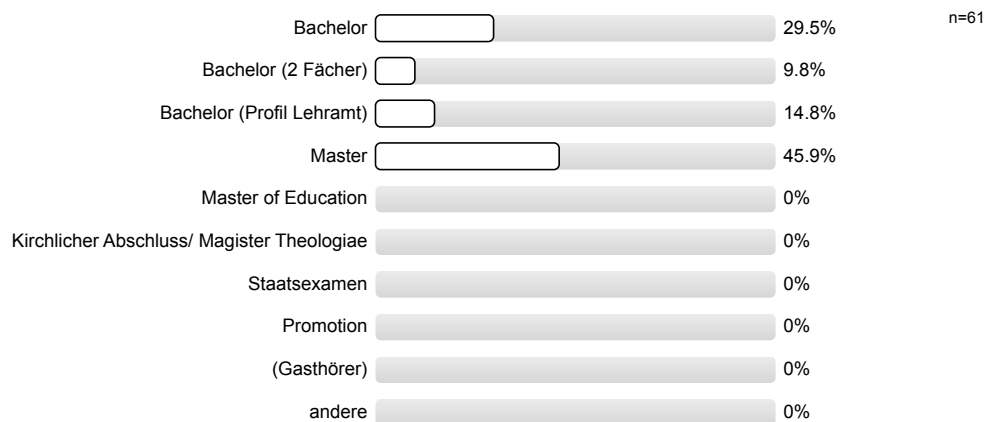 n=61
Bachelor 29.5%
Bachelor (2 Fächer) 9.8%
Bachelor (Profil Lehramt) 14.8%
Master 45.9%
Master of Education 0%
Kirchlicher Abschluss/ Magister Theologiae 0%
Staatsexamen 0%
Promotion 0%
(Gasthörer) 0%
andere 0%